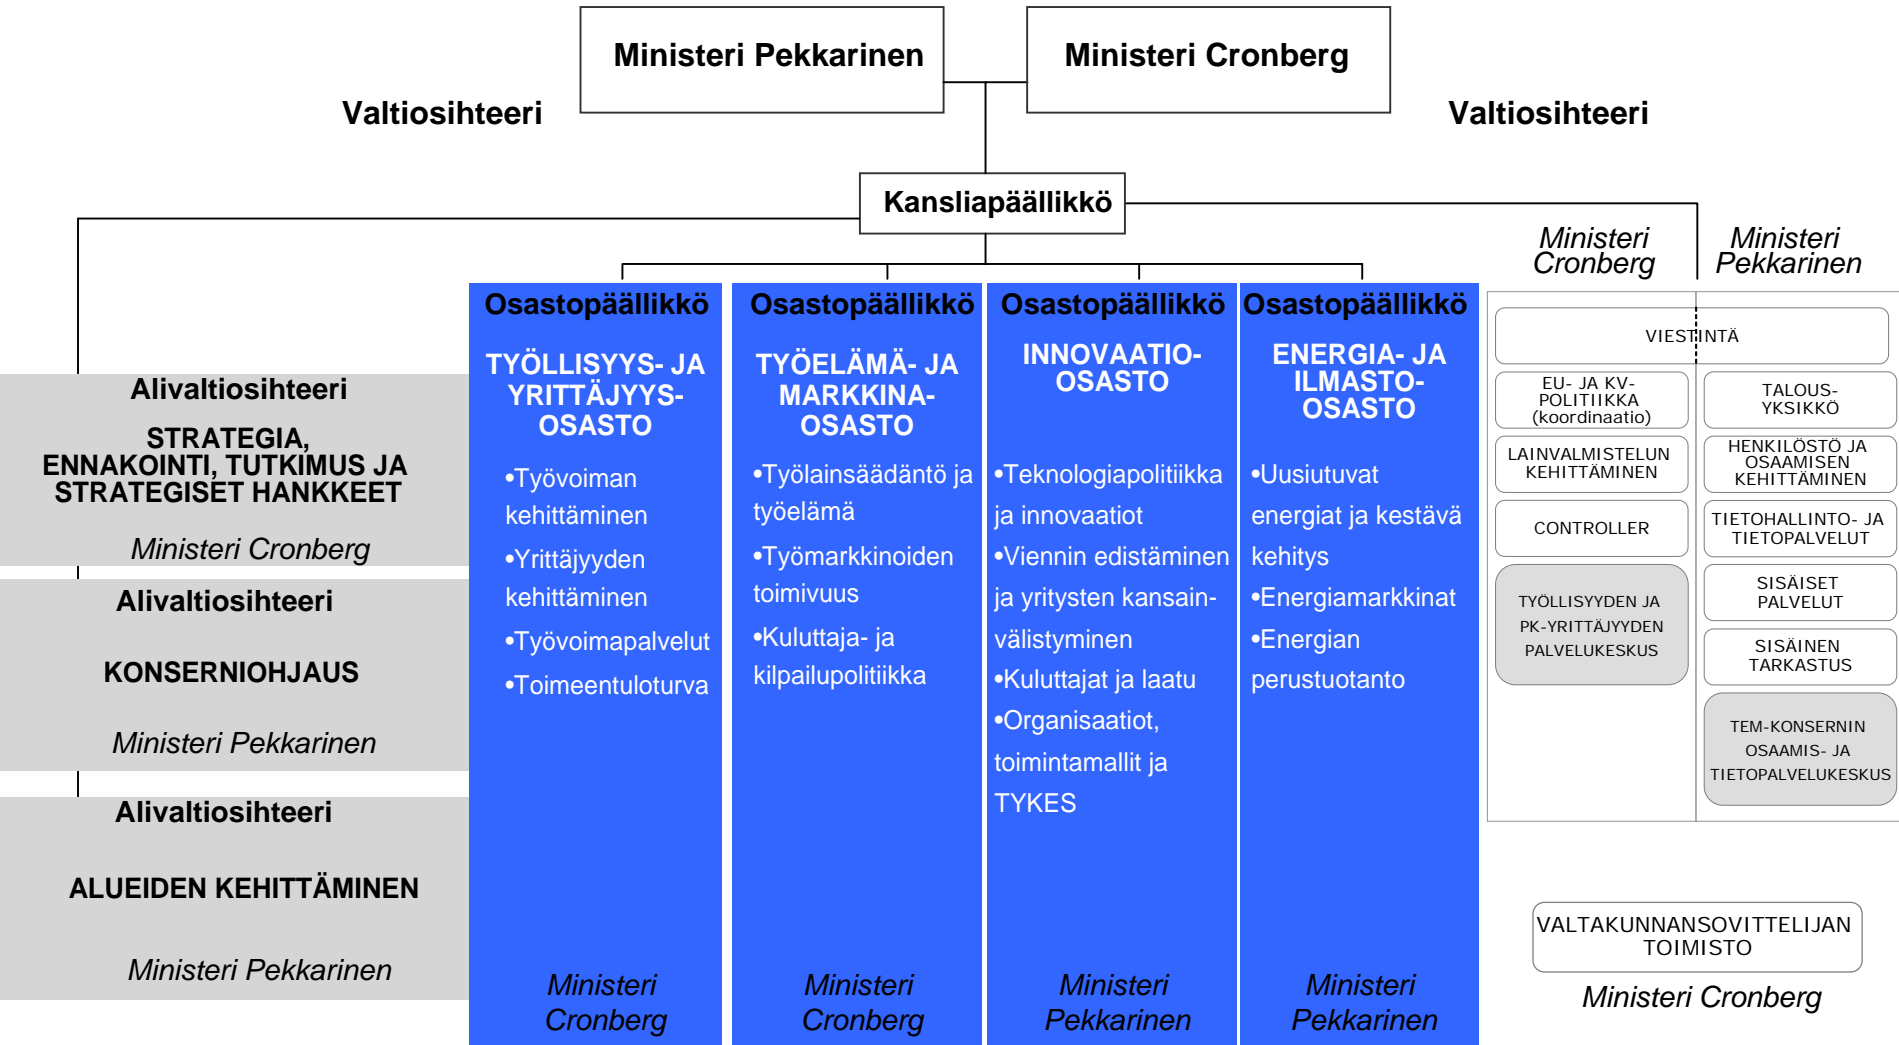 Ministeri Pekkarinen
Ministeri Cronberg
Valtiosihteeri
Valtiosihteeri
Kansliapäällikkö
Alivaltiosihteeri
STRATEGIA,
ENNAKOINTI, TUTKIMUS JA
STRATEGISET HANKKEET
Ministeri Cronberg
Alivaltiosihteeri
KONSERNIOHJAUS
Ministeri Pekkarinen
Alivaltiosihteeri
ALUEIDEN KEHITTÄMINEN
Ministeri Pekkarinen
Osastopäällikkö
TYÖLLISYYS- JA
YRITTÄJYYS-
OSASTO
•Työvoiman
kehittäminen
•Yrittäjyyden
kehittäminen
•Työvoimapalvelut
•Toimeentuloturva
Ministeri
Cronberg
Osastopäällikkö
TYÖELÄMÄ- JA
MARKKINA-
OSASTO
•Työlainsäädäntö ja
työelämä
•Työmarkkinoiden
toimivuus
•Kuluttaja- ja
kilpailupolitiikka
Ministeri
Cronberg
Osastopäällikkö
INNOVAATIO-
OSASTO
•Teknologiapolitiikka
ja innovaatiot
•Viennin edistäminen
ja yritysten kansain-
välistyminen
•Kuluttajat ja laatu
•Organisaatiot,
toimintamallit ja
TYKES
Ministeri
Pekkarinen
Osastopäällikkö
ENERGIA- JA
ILMASTO-
OSASTO
•Uusiutuvat
energiat ja kestävä
kehitys
•Energiamarkkinat
•Energian
perustuotanto
Ministeri
Pekkarinen
Ministeri
Cronberg
Ministeri
Pekkarinen
VIESTINTÄ
EU- JA KV-
POLITIIKKA
(koordinaatio)
LAINVALMISTELUN
KEHITTÄMINEN
CONTROLLER
TYÖLLISYYDEN JA
PK-YRITTÄJYYDEN
PALVELUKESKUS
TALOUS-
YKSIKKÖ
HENKILÖSTÖ JA
OSAAMISEN
KEHITTÄMINEN
TIETOHALLINTO- JA
TIETOPALVELUT
SISÄISET
PALVELUT
SISÄINEN
TARKASTUS
TEM-KONSERNIN
OSAAMIS- JA
TIETOPALVELUKESKUS
VALTAKUNNANSOVITTELIJAN
TOIMISTO
Ministeri Cronberg